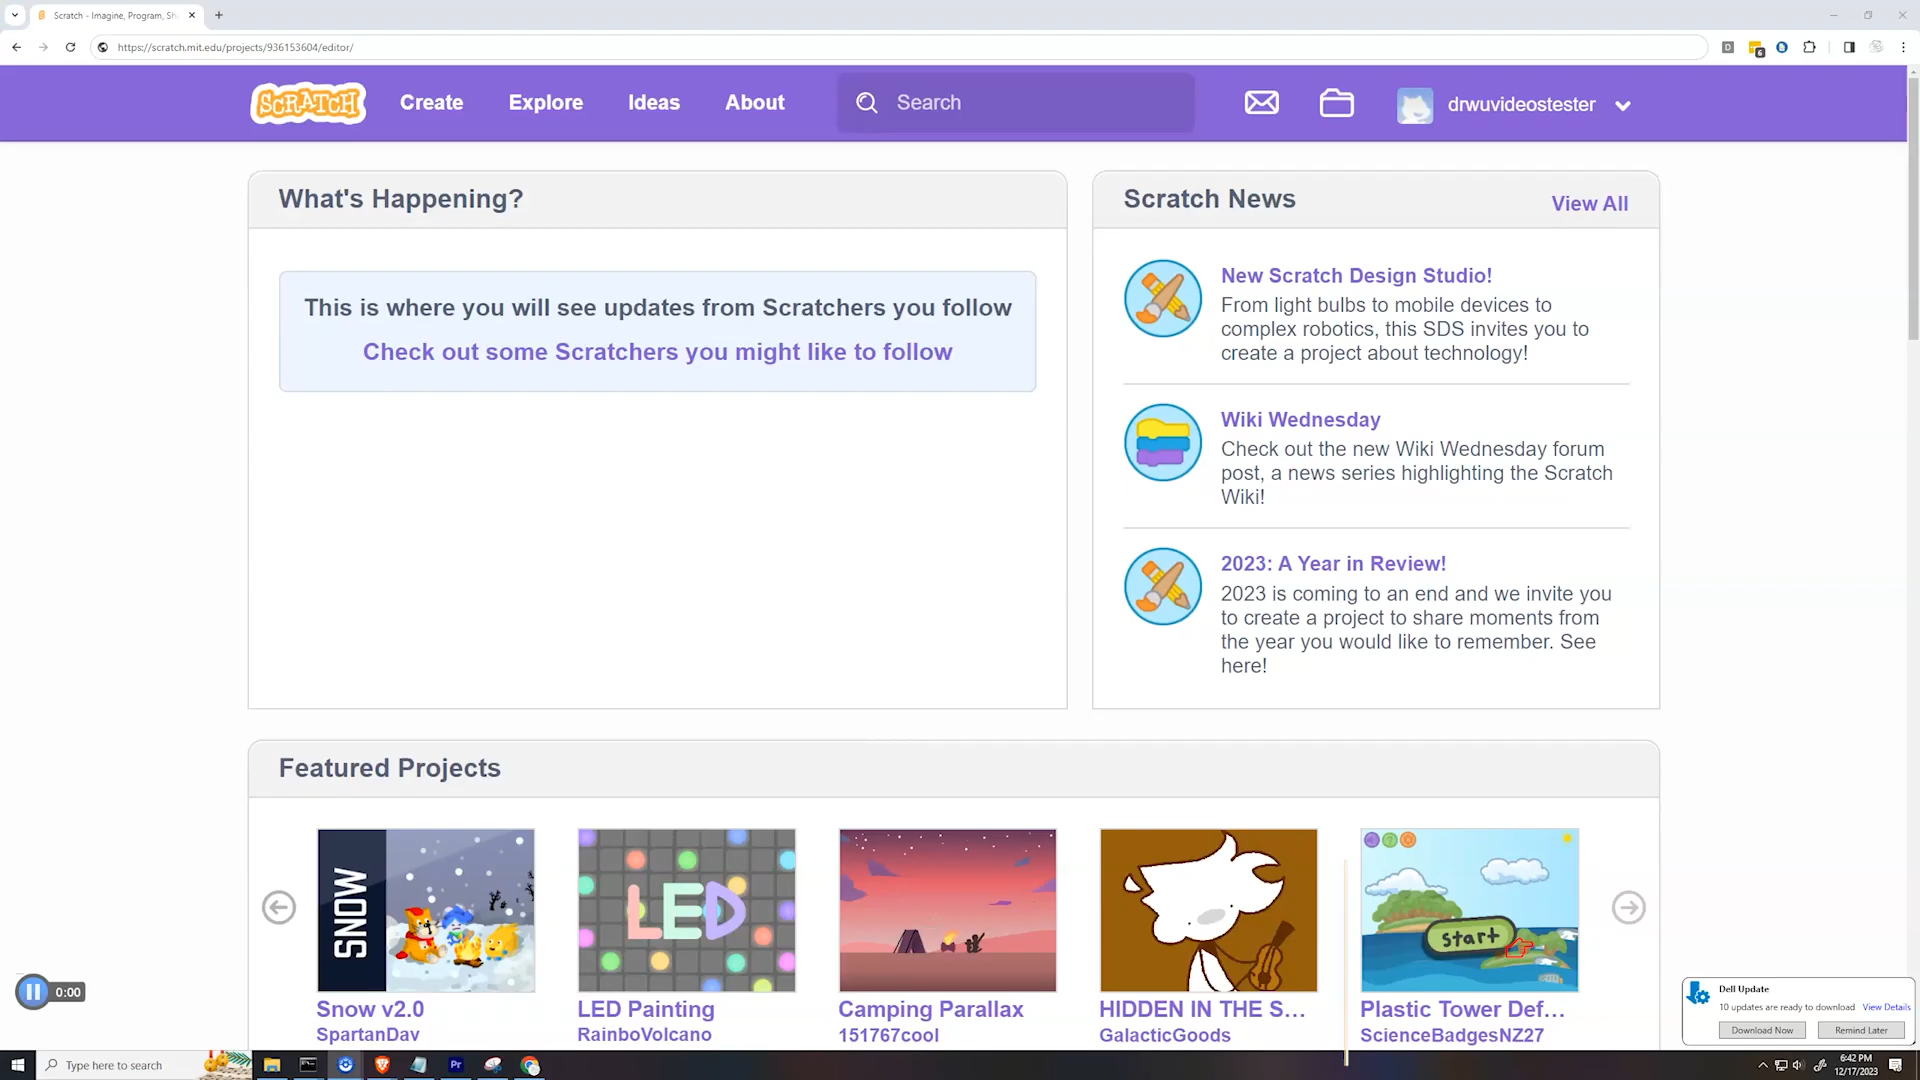 Scratch - Imagine, Program, Sh
https://scratch.mit.edu/projects/936153604/editor/
SCRATCH
Create
Explore
Ideas
About
Search
drwuvideostester
What's Happening?
This is where you will see updates from Scratchers you follow
Check out some Scratchers you might like to follow
Scratch News
View All
New Scratch Design Studio!
From light bulbs to mobile devices to
complex robotics, this SDS invites you to
create a project about technology!
Wiki Wednesday
Check out the new Wiki Wednesday forum
post, a news series highlighting the Scratch
Wiki!
2023: A Year in Review!
2023 is coming to an end and we invite you
to create a project to share moments from
the year you would like to remember. See
here!
Featured Projects
SNOW
LED
start
Snow v2.0
SpartanDav
LED Painting
RainboVolcano
Camping Parallax
151767cool
HIDDEN IN THE S...
GalacticGoods
Plastic Tower Def...
ScienceBadgesNZ27
0:00
Dell Update
10 updates are ready to download
View Details
Download Now
Remind Later
Type here to search
Pr
6:42 PM
12/17/2023